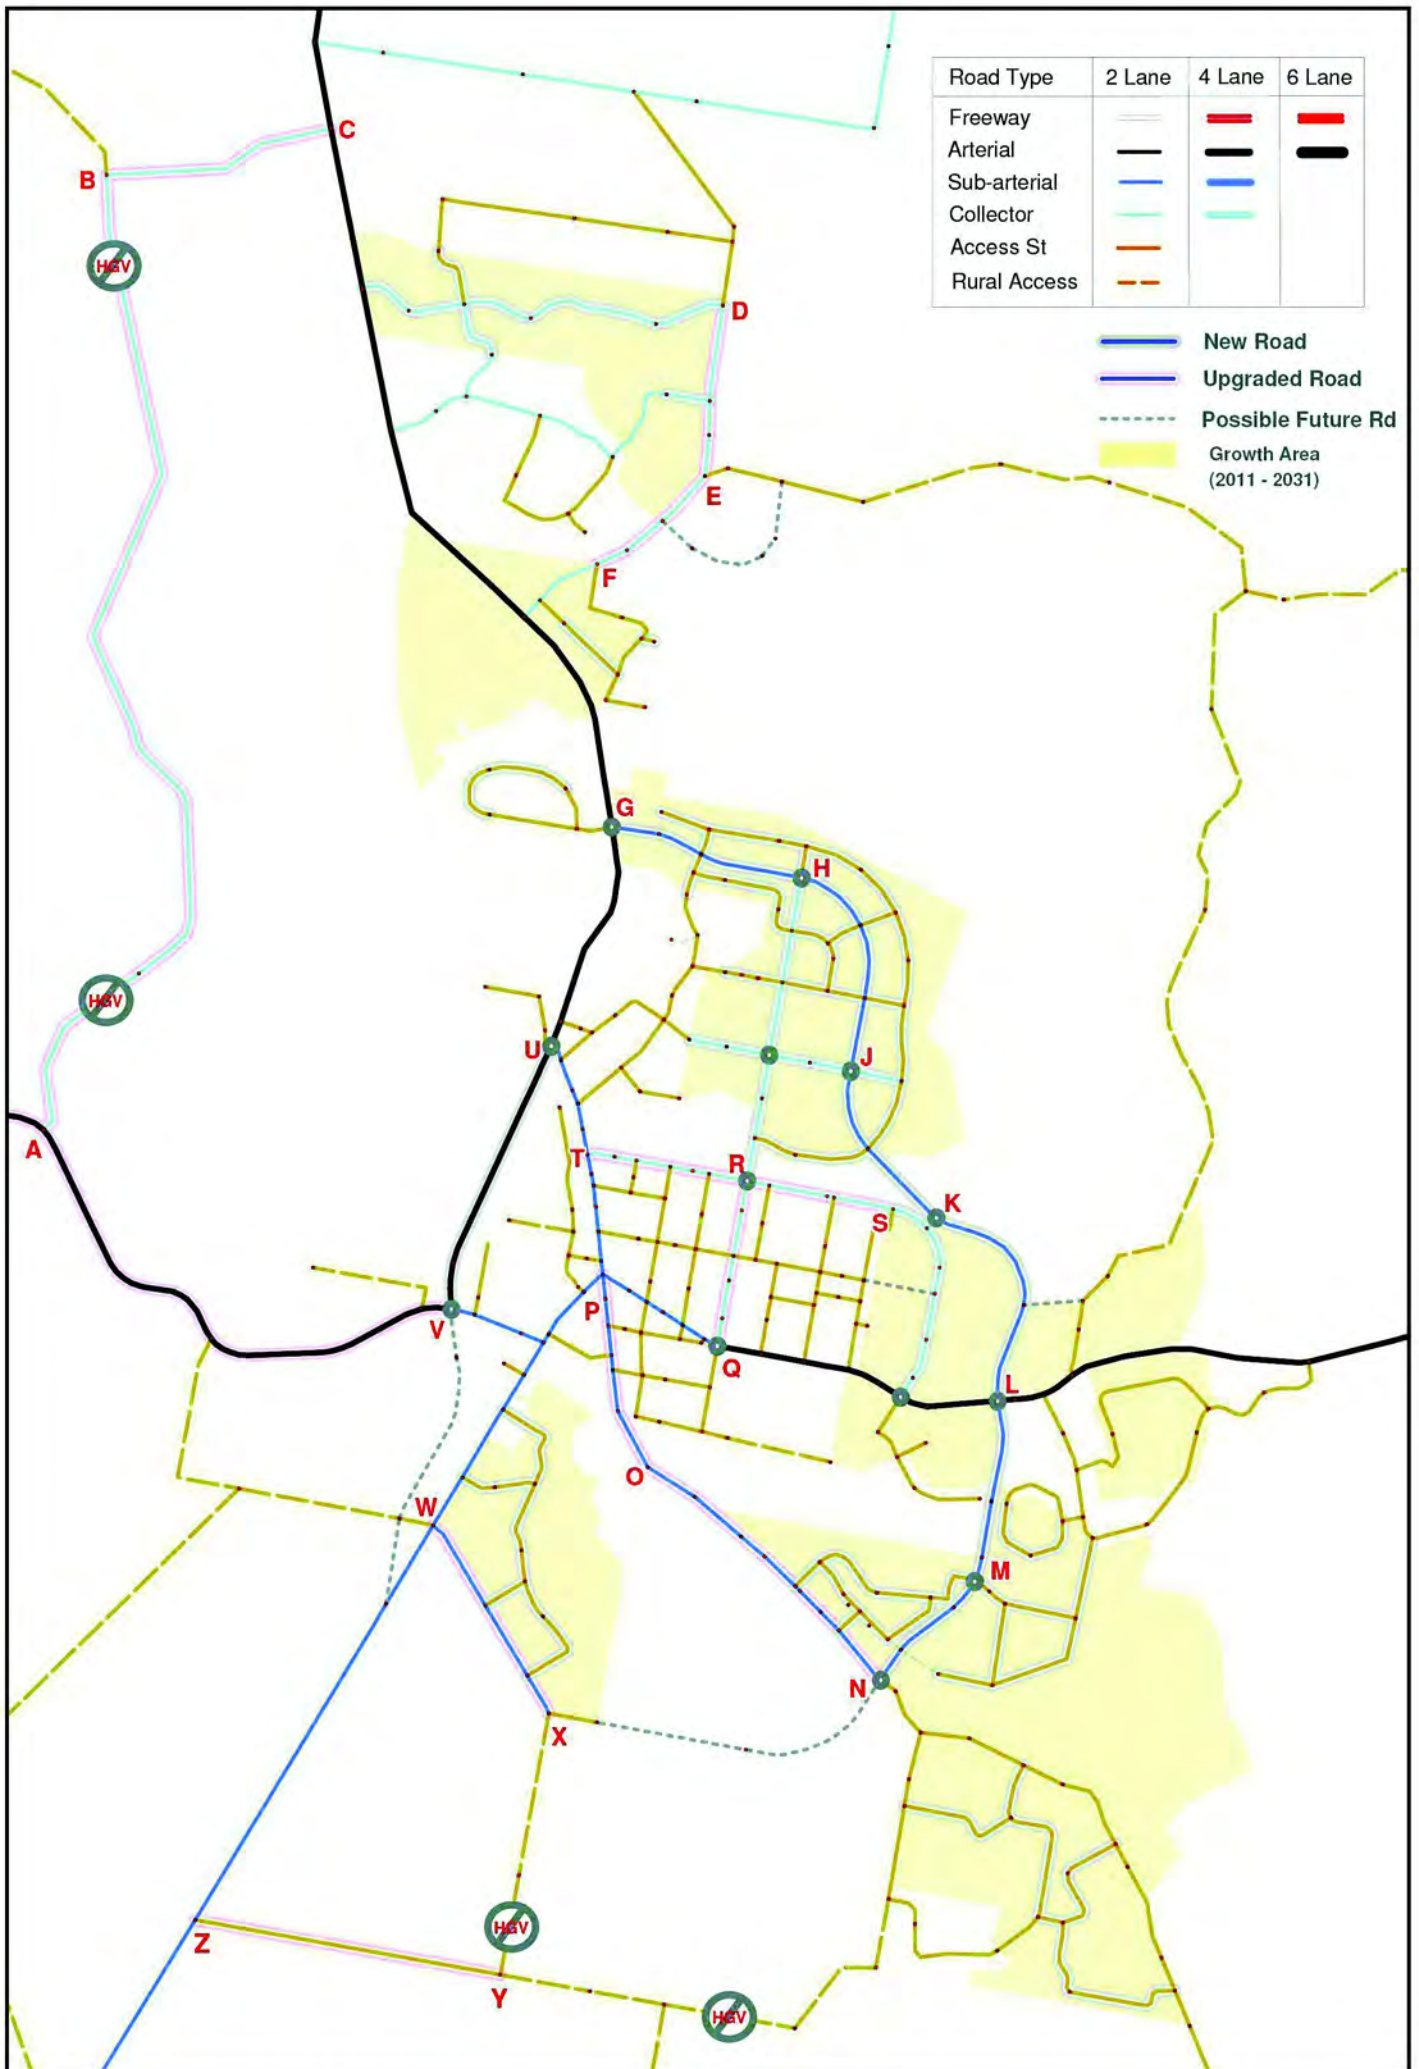 Road Type 2 Lane 4 Lane 6 Lane
Freeway
Arterial
Sub-arterial
Collector
Access St
Rural Access
New Road
Upgraded Road
Possible Future Rd
Growth Area
(2011 - 2031)
C
B
HGV
D
E
F
G
H
HGV
U
J
A
T
R
K
S
P
V
Q
L
O
W
M
N
X
HGV
Z
Y
HGV